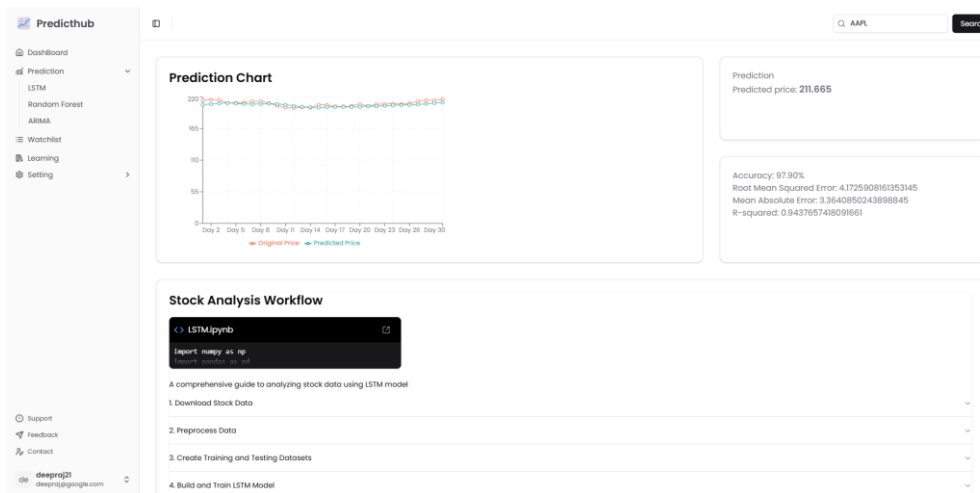 Predicthub
DashBoard
Prediction
LSTM
Random Forest
ARIMA
Watchlist
Learning
Setting
Support
Feedback
Contact
de
deepraj21
deepraj@google.com
AAPL
Prediction Chart
220
165
110
55
0
Day 2 Day 5 Day 8 Day 11 Day 14 Day 17 Day 20 Day 23 Day 26 Day 30
Original Price Predicted Price
Prediction
Predicted price: 211.665
Accuracy: 97.90%
Root Mean Squared Error: 4.1725908161353145
Mean Absolute Error: 3.3640850243898845
R-squared: 0.9437657418091661
Stock Analysis Workflow
LSTM.ipynb
import numpy as np
import pandas as pd
A comprehensive guide to analyzing stock data using LSTM model
1. Download Stock Data
2. Preprocess Data
3. Create Training and Testing Datasets
4. Build and Train LSTM Model